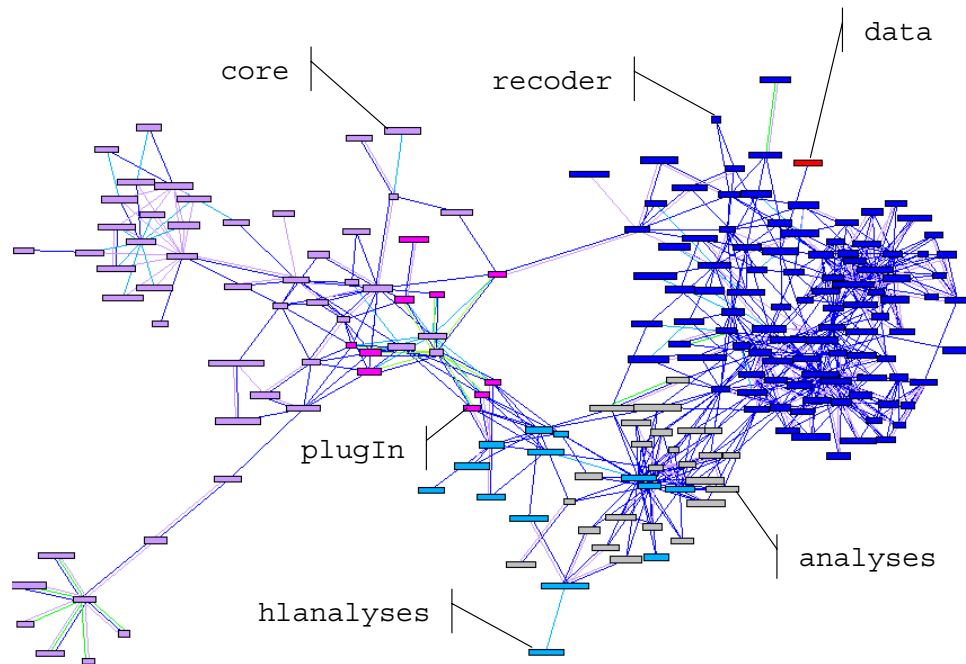 data
core
recoder
plugIn
analyses
hlanalyses